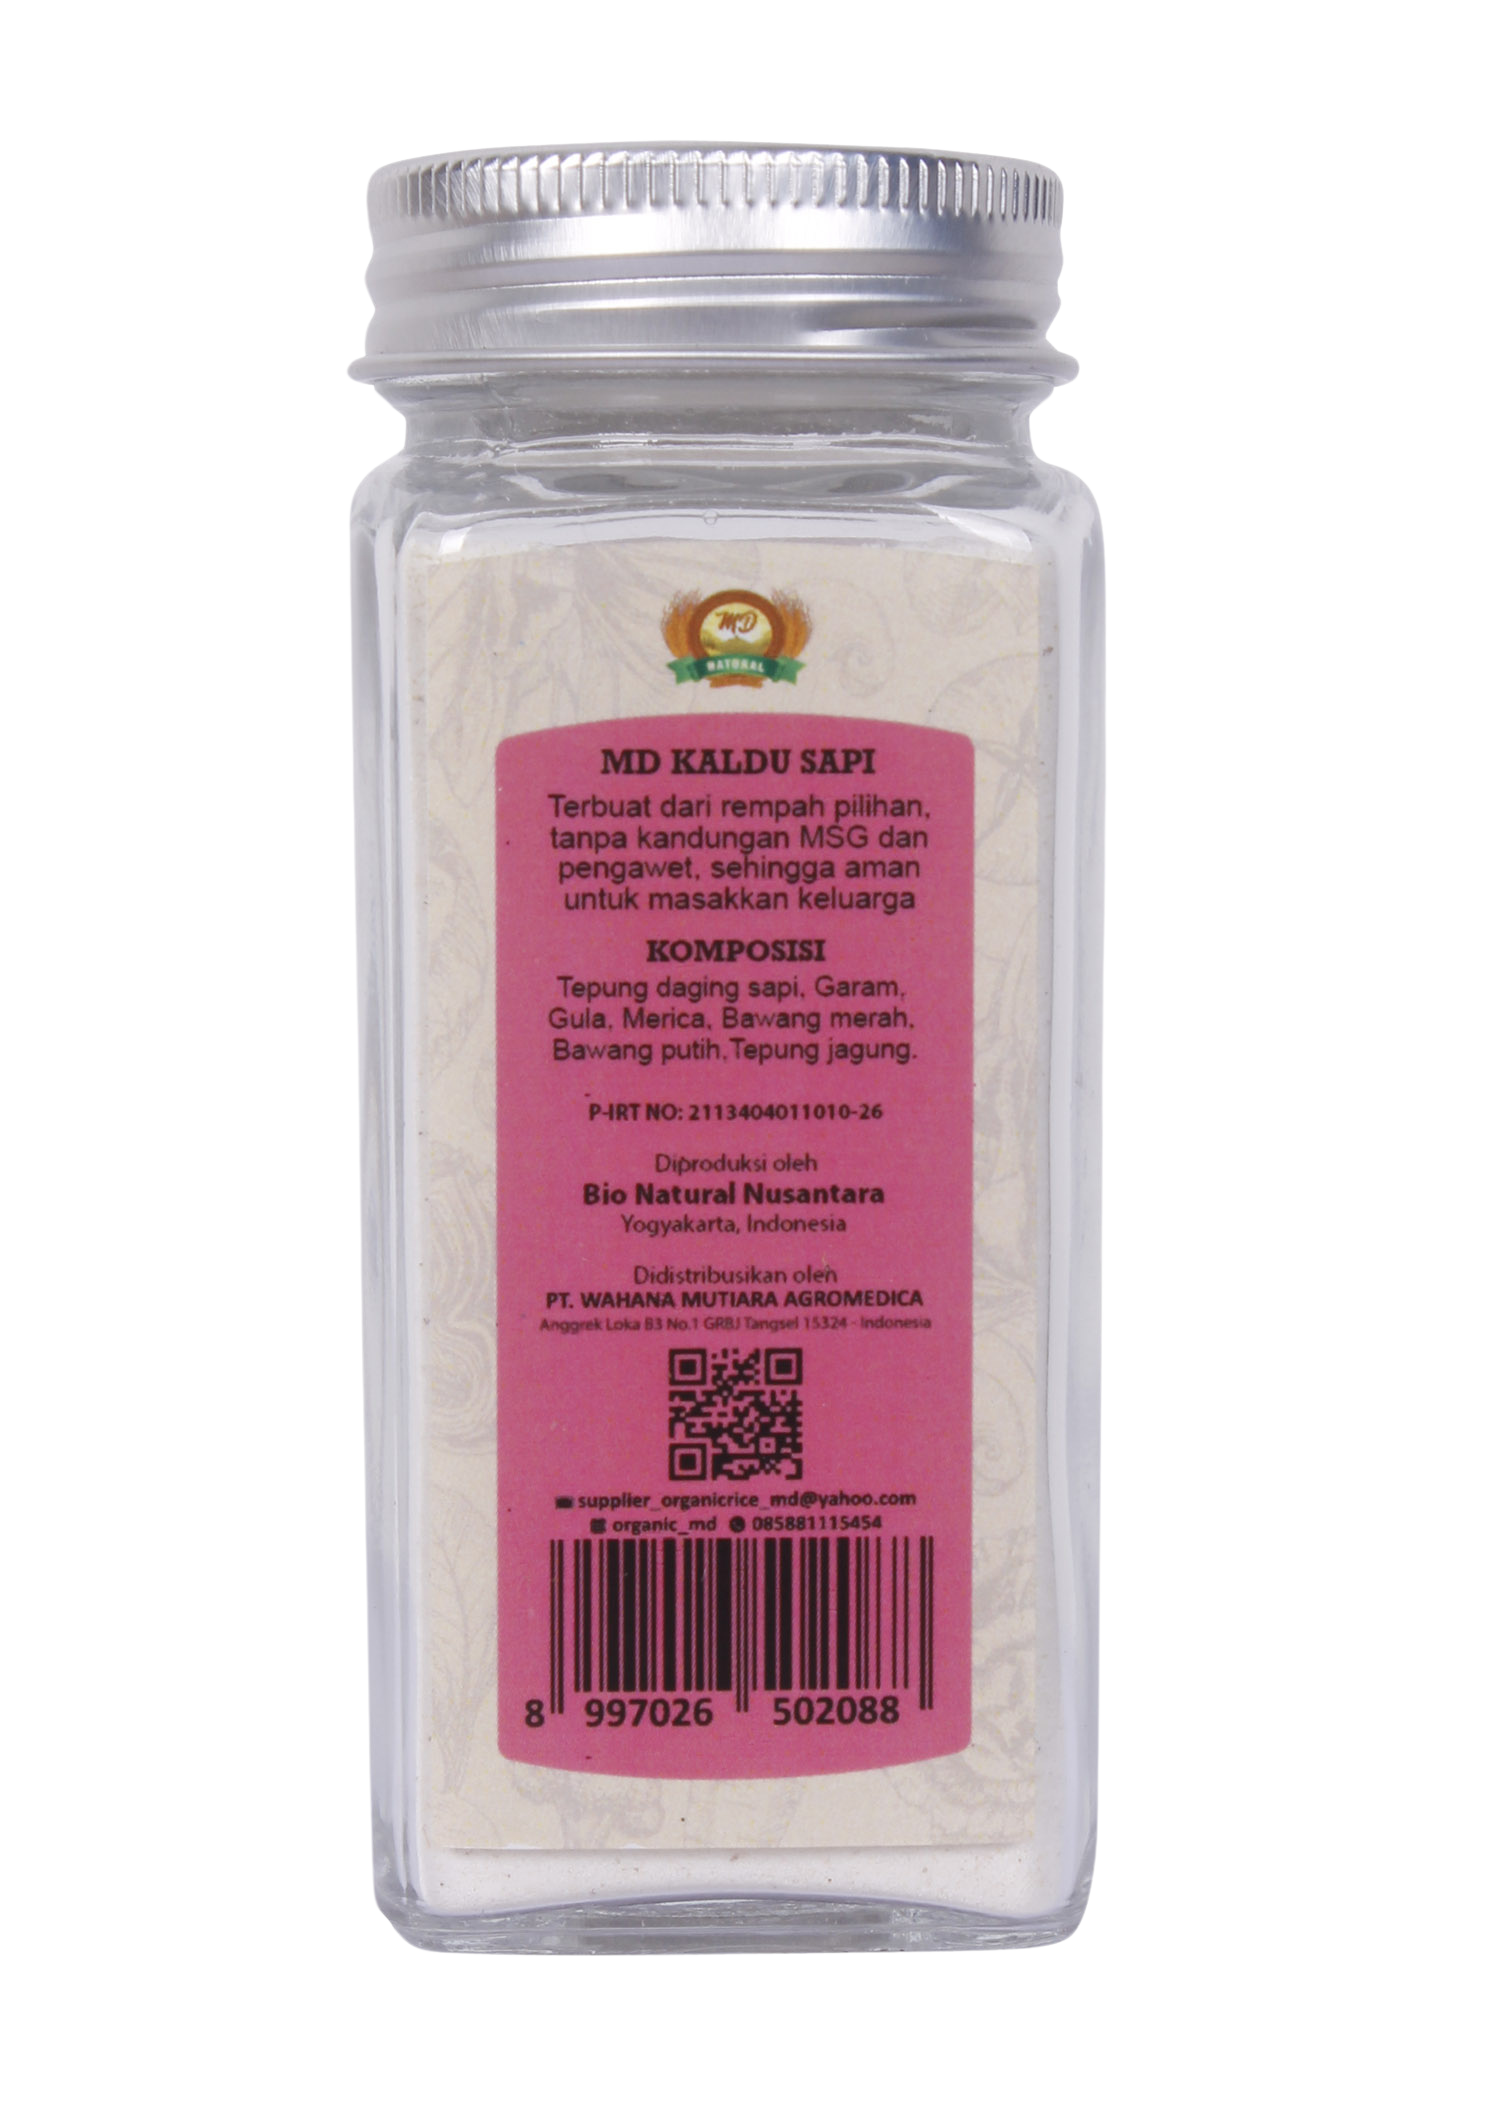 MD
NATURAL
MD KALDU SAPI
Terbuat dari rempah pilihan,
tanpa kandungan MSG dan
pengawet, sehingga aman
untuk masakkan keluarga
KOMPOSISI
Tepung daging sapi, Garam,
Gula, Merica, Bawang merah,
Bawang putih,Tepung jagung.
P-IRT NO: 2113404011010-26
Diproduksi oleh
Bio Natural Nusantara
Yogyakarta, Indonesia
Didistribusikan oleh
PT. WAHANA MUTIARA AGROMEDICA
Anggrek Loka B3 No.1 GRBJ Tangsel 15324 - Indonesia
supplier_organicrice_md@yahoo.com
organic_md 085881115454
8 997026 502088